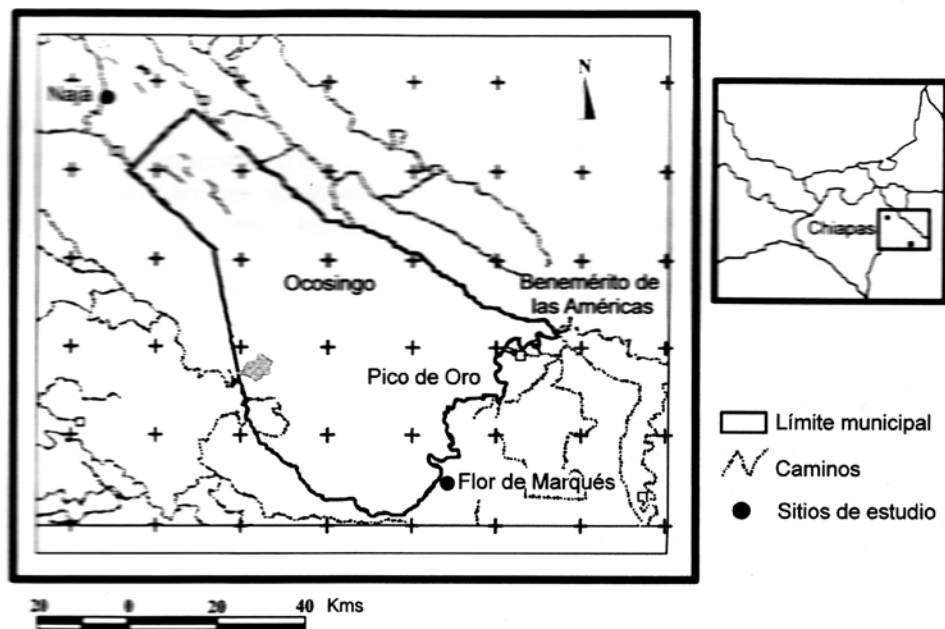 N
Najá
Ocosingo
Benemérito de
las Américas
Pico de Oro
Flor de Marqués
Chiapas
Límite municipal
Caminos
Sitios de estudio
20 0 20 40 Kms